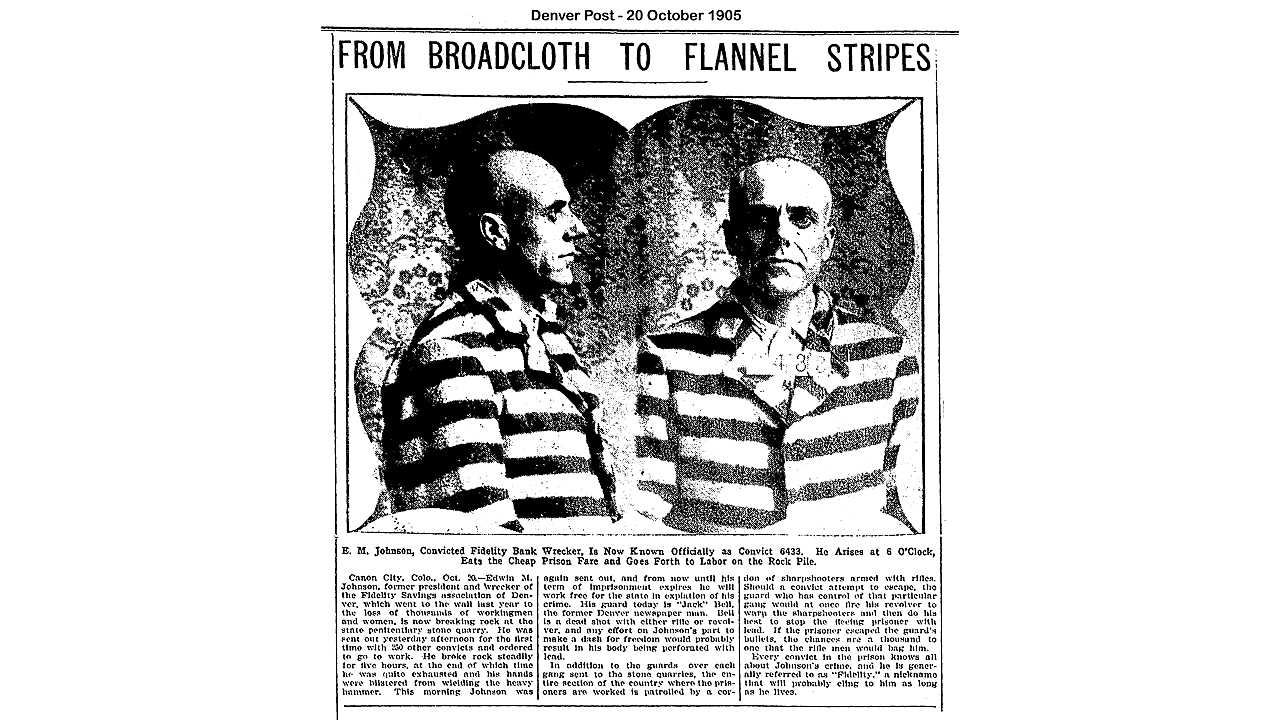 Denver Post - 20 October 1905
FROM BROADCLOTH TO FLANNEL STRIPES
E. M. Johnson, Convicted Fidelity Bank Wrecker, Is Now Known Officially as Convict 6433. He Arises at 6 O'Clock,
Eats the Cheap Prison Fare and Goes Forth to Labor on the Rock Pile.
Canon City, Colo., Oct. 20.—Edwin M.
Johnson, former president and wrecker of
the Fidelity Savings association of Den-
ver, which went to the wall last year to
the loss of thousands of workingmen
and women, is now breaking rock at the
state penitentiary stone quarry. He was
sent out yesterday afternoon for the first
time with 250 other convicts and ordered
to go to work. He broke rock steadily
for five hours, at the end of which time
he was quite exhausted and his hands
were blistered from wielding the heavy
hammer. This morning Johnson was
again sent out, and from now until his
term of imprisonment expires he will
work free for the state in expiation of his
crime. His guard today is "Jack" Bell,
the former Denver newspaper man. Bell
is a dead shot with either rifle or revol-
ver, and any effort on Johnson's part to
make a dash for freedom would probably
result in his body being perforated with
lead.
In addition to the guards over each
gang sent to the stone quarries, the en-
tire section of the country where the pris-
oners are worked is patrolled by a cor-
don of sharpshooters armed with rifles.
Should a convict attempt to escape, the
guard who has control of that particular
gang would at once fire his revolver to
warp the sharpshooters and then do his
best to stop the fleeing prisoner with
lead. If the prisoner escaped the guard's
bullets, the chances are a thousand to
one that the rifle men would bag him.
Every convict in the prison knows all
about Johnson's crime, and he is gener-
ally referred to as "Fidelity," a nickname
that will probably cling to him as long
as he lives.